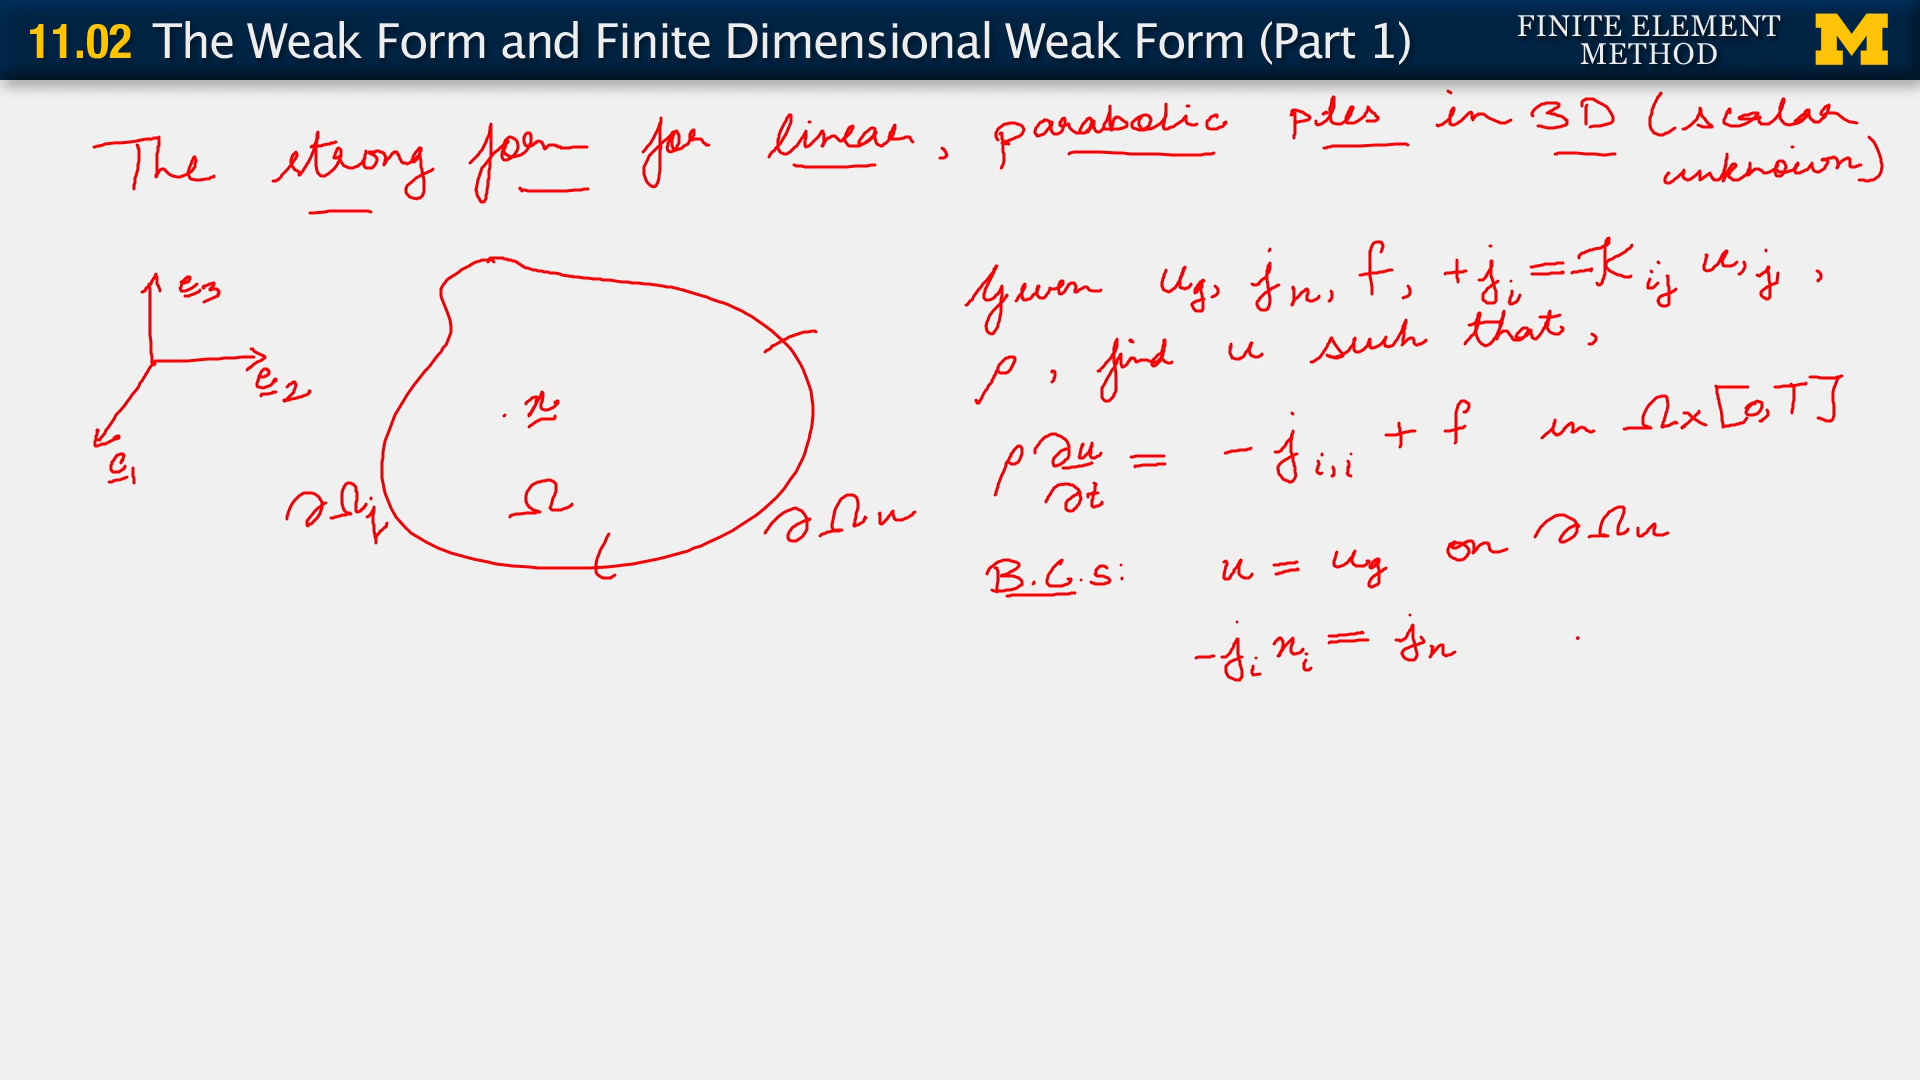 11.02 The Weak Form and Finite Dimensional Weak Form (Part 1)
FINITE ELEMENT
METHOD
M
The strong form for linear, parabolic pdes in 3D (scalar
unknown)
e3
e2
e1
x
Ω
∂Ωj
∂Ωu
Given ug, jn, f, +ji = -Kij u,j ,
ρ, find u such that,
ρ ∂u/∂t = -ji,i + f in Ω×[0,T]
B.C.s: u = ug on ∂Ωu
-ji ni = jn